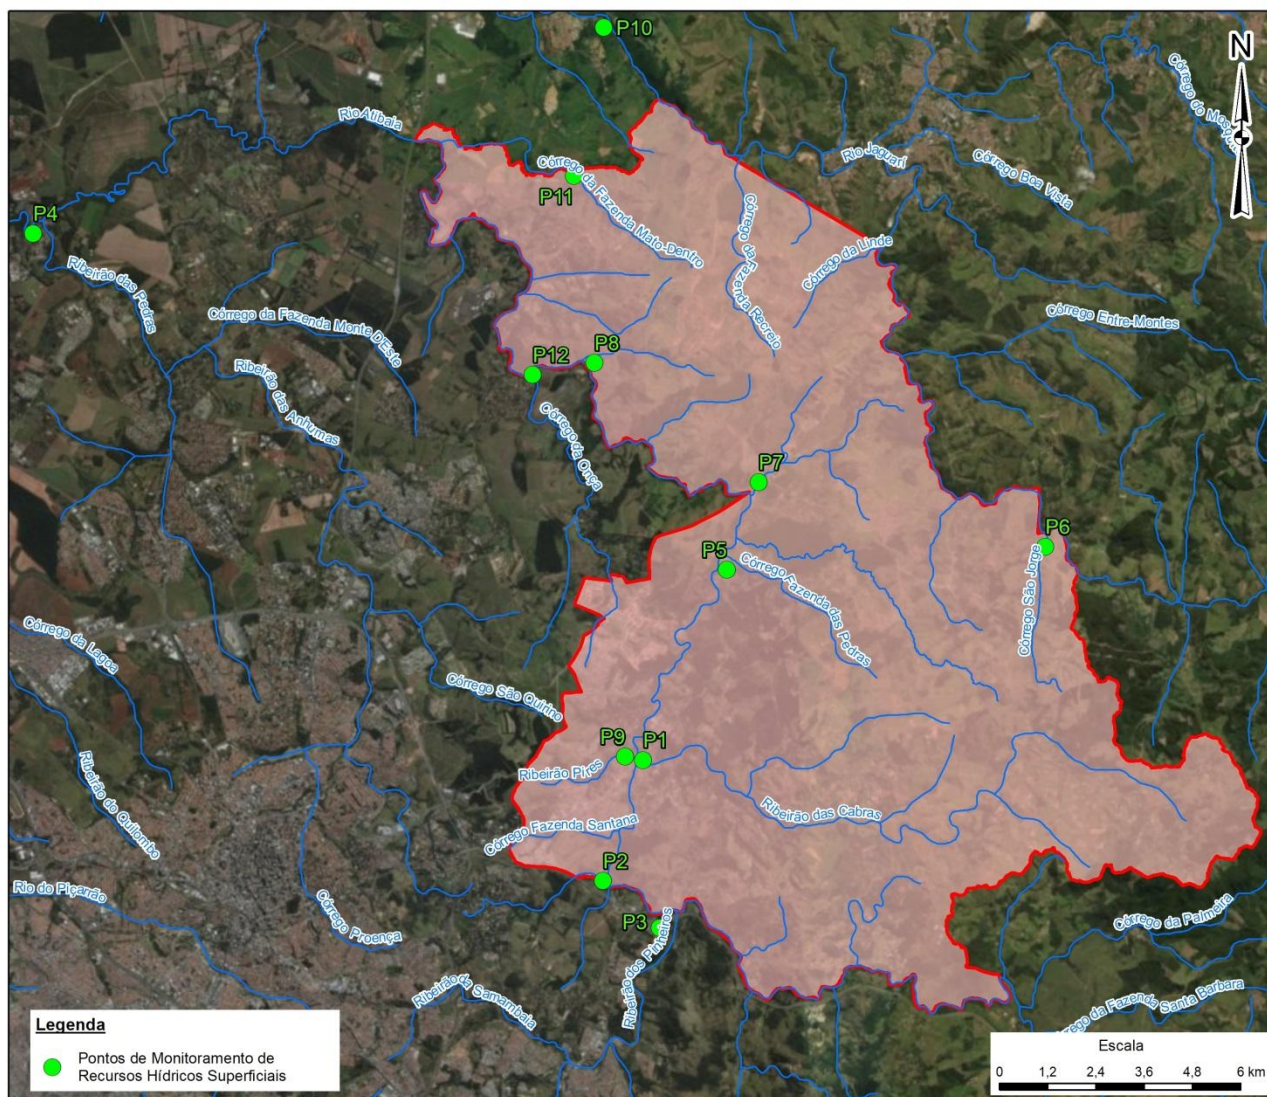 P10
N
Córrego do Mosquito
Rio Atibaia
Rio Jaguarí
Córrego Boa Vista
Córrego da Fazenda Mato-Dentro
P11
Córrego da Fazenda Recreio
Córrego da Linde
P4
Ribeirão das Pedras
Córrego da Fazenda Monte D'Este
Córrego Entre-Montes
P12
P8
Ribeirão das Anhumas
Córrego da Onça
P7
P5
P6
Córrego Fazenda das Pedras
Córrego São Jorge
Córrego da Lagoa
Córrego São Quirino
P9
P1
Ribeirão Pires
Ribeirão do Quilombo
Ribeirão das Cabras
Córrego Fazenda Santana
P2
Rio do Piçarrão
Córrego Proença
P3
Ribeirão dos Pinheiros
Córrego da Palmeira
Ribeirão da Samambaia
da Fazenda Santa Barbara
Legenda
Pontos de Monitoramento de
Recursos Hídricos Superficiais
Escala
0 1,2 2,4 3,6 4,8 6 km